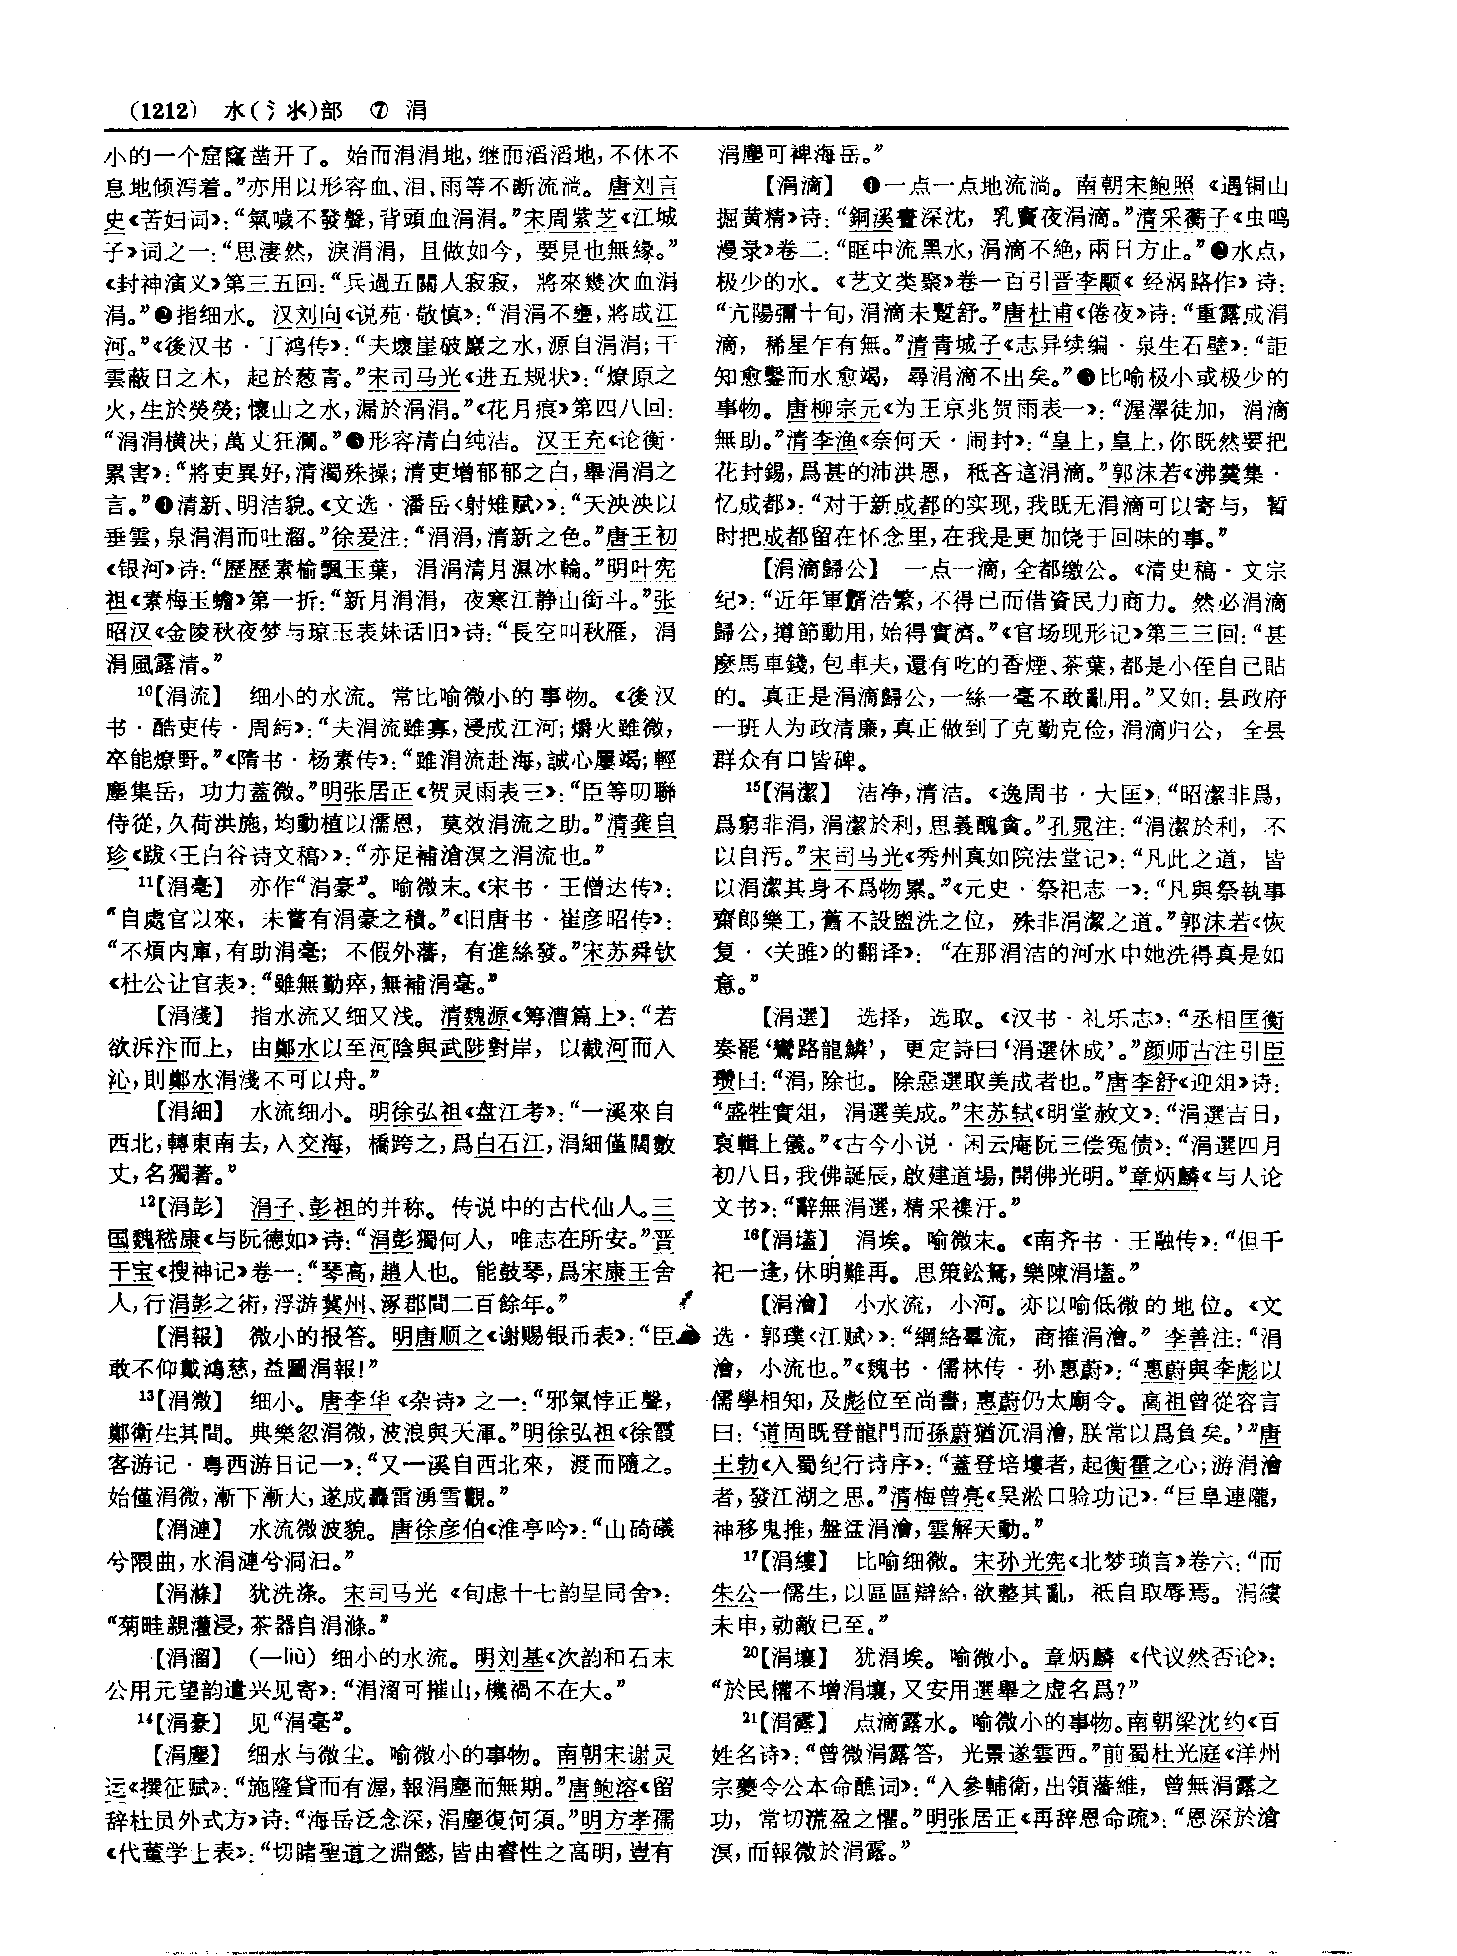 (1212) 水(氵氺)部 ⑦ 涓
小的一个窟窿凿开了。始而涓涓地,继而滔滔地,不休不
息地倾泻着。”亦用以形容血、泪、雨等不断流淌。唐刘言
史《苦妇词》:“氣噦不發聲,背頭血涓涓。”宋周紫芝《江城
子》词之一:“思淒然,淚涓涓,且做如今,要見也無緣。”
《封神演义》第三五回:“兵過五關人寂寂,將來幾次血涓
涓。”❷指细水。汉刘向《说苑·敬慎》:“涓涓不壅,將成江
河。”《後汉书·丁鸿传》:“夫壞崖破巖之水,源自涓涓;干
雲蔽日之木,起於葱青。”宋司马光《进五规状》:“燎原之
火,生於熒熒;懷山之水,漏於涓涓。”《花月痕》第四八回:
“涓涓横决;萬丈狂瀾。”❸形容清白纯洁。汉王充《论衡·
累害》:“將吏異好,清濁殊操;清吏增郁郁之白,舉涓涓之
言。”❹清新、明洁貌。《文选·潘岳〈射雉赋〉》:“天泱泱以
垂雲,泉涓涓而吐溜。”徐爰注:“涓涓,清新之色。”唐王初
《银河》诗:“歷歷素榆飄玉葉,涓涓清月濕冰輪。”明叶宪
祖《素梅玉蟾》第一折:“新月涓涓,夜寒江静山銜斗。”张
昭汉《金陵秋夜梦与琼玉表妹话旧》诗:“長空叫秋雁,涓
涓風露清。”
10【涓流】 细小的水流。常比喻微小的事物。《後汉
书·酷吏传·周纡》:“夫涓流雖寡,浸成江河;爝火雖微,
卒能燎野。”《隋书·杨素传》:“雖涓流赴海,誠心屢竭;輕
塵集岳,功力蓋微。”明张居正《贺灵雨表三》:“臣等叨聯
侍從,久荷洪施,均動植以濡恩,莫效涓流之助。”清龚自
珍《跋〈王白谷诗文稿〉》:“亦足補滄溟之涓流也。”
11【涓毫】 亦作“涓豪”。喻微末。《宋书·王僧达传》:
“自處官以來,未嘗有涓豪之積。”《旧唐书·崔彦昭传》:
“不煩内庫,有助涓毫;不假外藩,有進絲發。”宋苏舜钦
《杜公让官表》:“雖無勤瘁,無補涓毫。”
【涓淺】 指水流又细又浅。清魏源《筹漕篇上》:“若
欲泝汴而上,由鄭水以至河陰與武陟對岸,以截河而入
沁,則鄭水涓淺不可以舟。”
【涓細】 水流细小。明徐弘祖《盘江考》:“一溪來自
西北,轉東南去,入交海,橋跨之,爲白石江,涓細僅闊數
丈,名獨著。”
12【涓彭】 涓子、彭祖的并称。传说中的古代仙人。三
国魏嵇康《与阮德如》诗:“涓彭獨何人,唯志在所安。”晋
干宝《搜神记》卷一:“琴高,趙人也。能鼓琴,爲宋康王舍
人,行涓彭之術,浮游冀州、涿郡間二百餘年。”
【涓報】 微小的报答。明唐顺之《谢赐银币表》:“臣
敢不仰戴鴻慈,益圖涓報!”
13【涓微】 细小。唐李华《杂诗》之一:“邪氣悖正聲,
鄭衛生其間。典樂忽涓微,波浪與天渾。”明徐弘祖《徐霞
客游记·粤西游日记一》:“又一溪自西北來,渡而隨之。
始僅涓微,漸下漸大,遂成轟雷湧雪觀。”
【涓漣】 水流微波貌。唐徐彦伯《淮亭吟》:“山碕礒
兮隈曲,水涓漣兮洞汩。”
【涓滌】 犹洗涤。宋司马光《旬虑十七韵呈同舍》:
“菊畦親灌浸,茶器自涓滌。”
【涓溜】 (—liù) 细小的水流。明刘基《次韵和石末
公用元望韵遣兴见寄》:“涓溜可摧山,機禍不在大。”
14【涓豪】 见“涓毫”。
【涓塵】 细水与微尘。喻微小的事物。南朝宋谢灵
运《撰征赋》:“施隆貸而有渥,報涓塵而無期。”唐鲍溶《留
辞杜员外式方》诗:“海岳泛念深,涓塵復何須。”明方孝孺
《代董学士表》:“切睹聖道之淵懿,皆由睿性之高明,豈有
涓塵可裨海岳。”
【涓滴】 ❶一点一点地流淌。南朝宋鲍照《遇铜山
掘黄精》诗:“銅溪晝深沈,乳竇夜涓滴。”清采蘅子《虫鸣
漫录》卷二:“眶中流黑水,涓滴不絶,兩日方止。”❷水点,
极少的水。《艺文类聚》卷一百引晋李颙《经涡路作》诗:
“亢陽彌十旬,涓滴未暫舒。”唐杜甫《倦夜》诗:“重露成涓
滴,稀星乍有無。”清青城子《志异续编·泉生石壁》:“詎
知愈鑿而水愈竭,尋涓滴不出矣。”❸比喻极小或极少的
事物。唐柳宗元《为王京兆贺雨表一》:“渥澤徒加,涓滴
無助。”清李渔《奈何天·闹封》:“皇上,皇上,你既然要把
花封錫,爲甚的沛洪恩,秪吝這涓滴。”郭沫若《沸羹集·
忆成都》:“对于新成都的实现,我既无涓滴可以寄与,暂
时把成都留在怀念里,在我是更加饶于回味的事。”
【涓滴歸公】 一点一滴,全都缴公。《清史稿·文宗
纪》:“近年軍餉浩繁,不得已而借資民力商力。然必涓滴
歸公,撙節動用,始得實濟。”《官场现形记》第三三回:“甚
麽馬車錢,包車夫,還有吃的香煙、茶葉,都是小侄自己貼
的。真正是涓滴歸公,一絲一毫不敢亂用。”又如:县政府
一班人为政清廉,真正做到了克勤克俭,涓滴归公,全县
群众有口皆碑。
15【涓潔】 洁净,清洁。《逸周书·大匡》:“昭潔非爲,
爲窮非涓,涓潔於利,思義醜貪。”孔晁注:“涓潔於利,不
以自汚。”宋司马光《秀州真如院法堂记》:“凡此之道,皆
以涓潔其身不爲物累。”《元史·祭祀志一》:“凡與祭執事
齋郎樂工,舊不設盥洗之位,殊非涓潔之道。”郭沫若《恢
复·〈关雎〉的翻译》:“在那涓洁的河水中她洗得真是如
意。”
【涓選】 选择,选取。《汉书·礼乐志》:“丞相匡衡
奏罷‘鸞路龍鱗’,更定詩曰‘涓選休成’。”颜师古注引臣
瓒曰:“涓,除也。除惡選取美成者也。”唐李舒《迎俎》诗:
“盛牲實俎,涓選美成。”宋苏轼《明堂赦文》:“涓選吉日,
裒輯上儀。”《古今小说·闲云庵阮三偿冤债》:“涓選四月
初八日,我佛誕辰,啟建道場,開佛光明。”章炳麟《与人论
文书》:“辭無涓選,精采襍汙。”
16【涓壒】 涓埃。喻微末。《南齐书·王融传》:“但千
祀一逢,休明難再。思策鉛駑,樂陳涓壒。”
【涓澮】 小水流,小河。亦以喻低微的地位。《文
选·郭璞〈江赋〉》:“網絡羣流,商搉涓澮。” 李善注:“涓
澮,小流也。”《魏书·儒林传·孙惠蔚》:“惠蔚與李彪以
儒學相知,及彪位至尚書,惠蔚仍太廟令。高祖曾從容言
曰:‘道固既登龍門而孫蔚猶沉涓澮,朕常以爲負矣。’”唐
王勃《入蜀纪行诗序》:“蓋登培塿者,起衡霍之心;游涓澮
者,發江湖之思。”清梅曾亮《吴淞口验功记》:“巨阜連隴,
神移鬼推,盤盓涓澮,雲解天動。”
17【涓縷】 比喻细微。宋孙光宪《北梦琐言》卷六:“而
朱公一儒生,以區區辯給,欲整其亂,祇自取辱焉。涓縷
未申,勍敵已至。”
20【涓壤】 犹涓埃。喻微小。章炳麟《代议然否论》:
“於民權不增涓壤,又安用選舉之虚名爲?”
21【涓露】 点滴露水。喻微小的事物。南朝梁沈约《百
姓名诗》:“曾微涓露答,光景遂雲西。”前蜀杜光庭《洋州
宗夔令公本命醮词》:“入參輔衛,出領藩維,曾無涓露之
功,常切滿盈之懼。”明张居正《再辞恩命疏》:“恩深於滄
溟,而報微於涓露。”